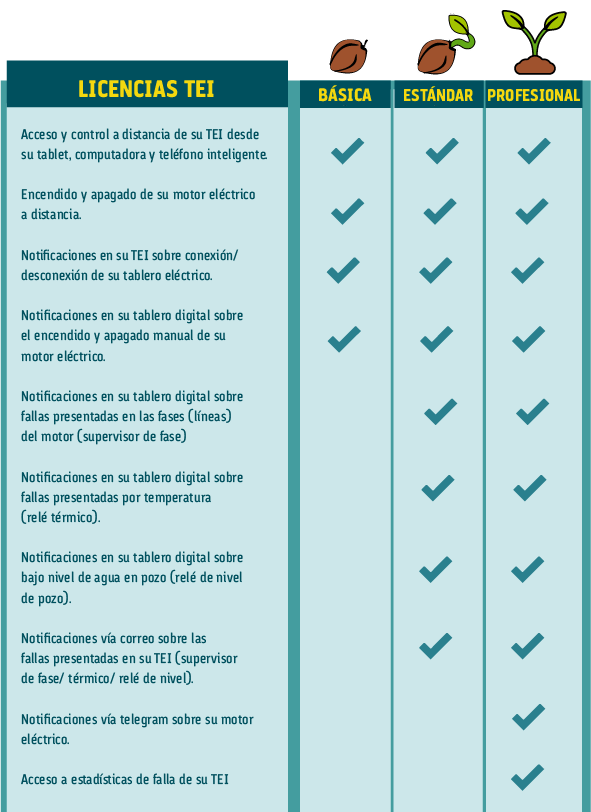 LICENCIAS TEI
BÁSICA
ESTÁNDAR
PROFESIONAL
Acceso y control a distancia de su TEI desde
su tablet, computadora y teléfono inteligente.
Encendido y apagado de su motor eléctrico
a distancia.
Notificaciones en su TEI sobre conexión/
desconexión de su tablero eléctrico.
Notificaciones en su tablero digital sobre
el encendido y apagado manual de su
motor eléctrico.
Notificaciones en su tablero digital sobre
fallas presentadas en las fases (líneas)
del motor (supervisor de fase)
Notificaciones en su tablero digital sobre
fallas presentadas por temperatura
(relé térmico).
Notificaciones en su tablero digital sobre
bajo nivel de agua en pozo (relé de nivel
de pozo).
Notificaciones vía correo sobre las
fallas presentadas en su TEI (supervisor
de fase/ térmico/ relé de nivel).
Notificaciones vía telegram sobre su motor
eléctrico.
Acceso a estadísticas de falla de su TEI